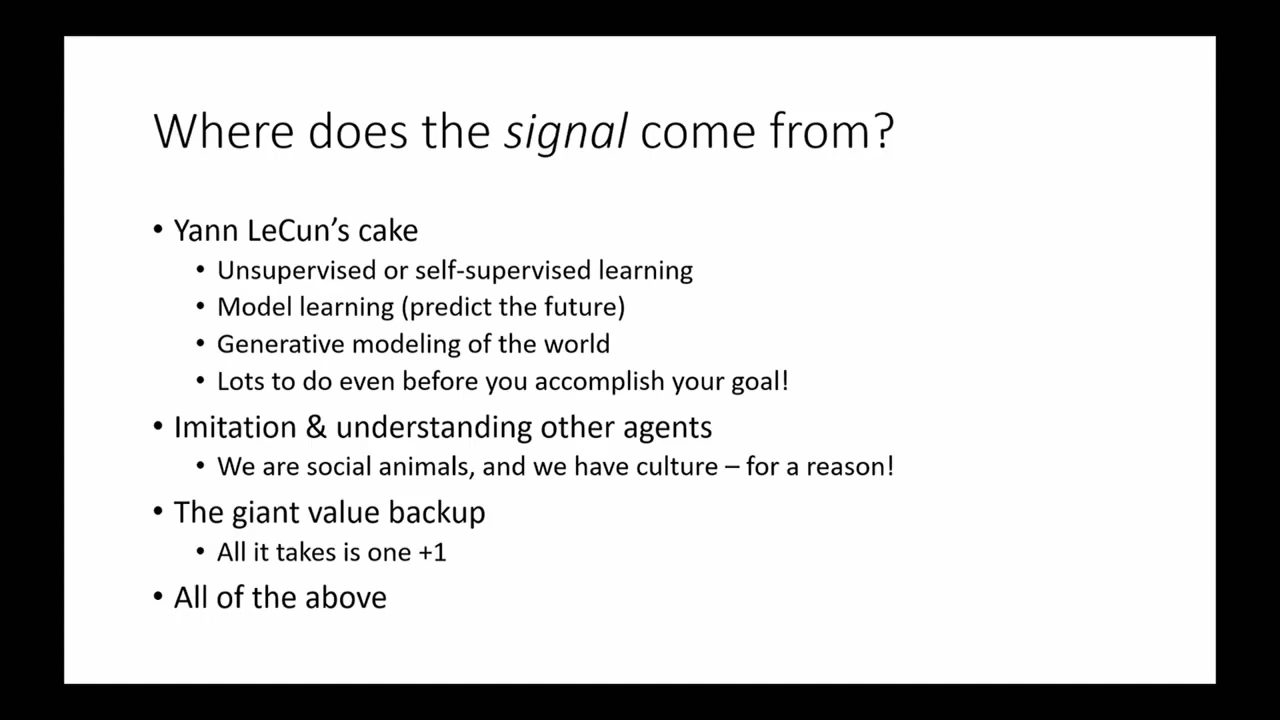 Where does the signal come from?
• Yann LeCun’s cake
• Unsupervised or self-supervised learning
• Model learning (predict the future)
• Generative modeling of the world
• Lots to do even before you accomplish your goal!
• Imitation & understanding other agents
• We are social animals, and we have culture – for a reason!
• The giant value backup
• All it takes is one +1
• All of the above